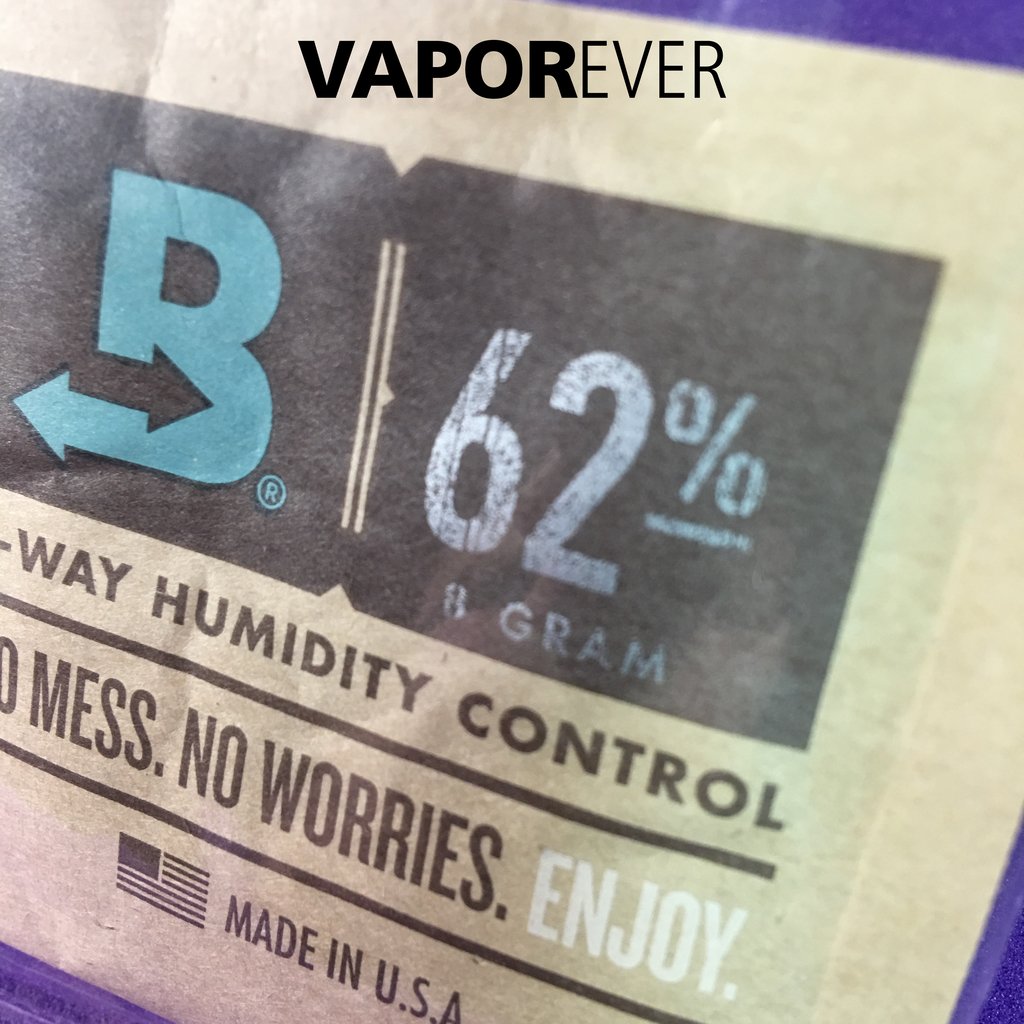 VAPOREVER
B
®
62%
8 GRAM
-WAY HUMIDITY CONTROL
O MESS. NO WORRIES. ENJOY.
MADE IN U.S.A